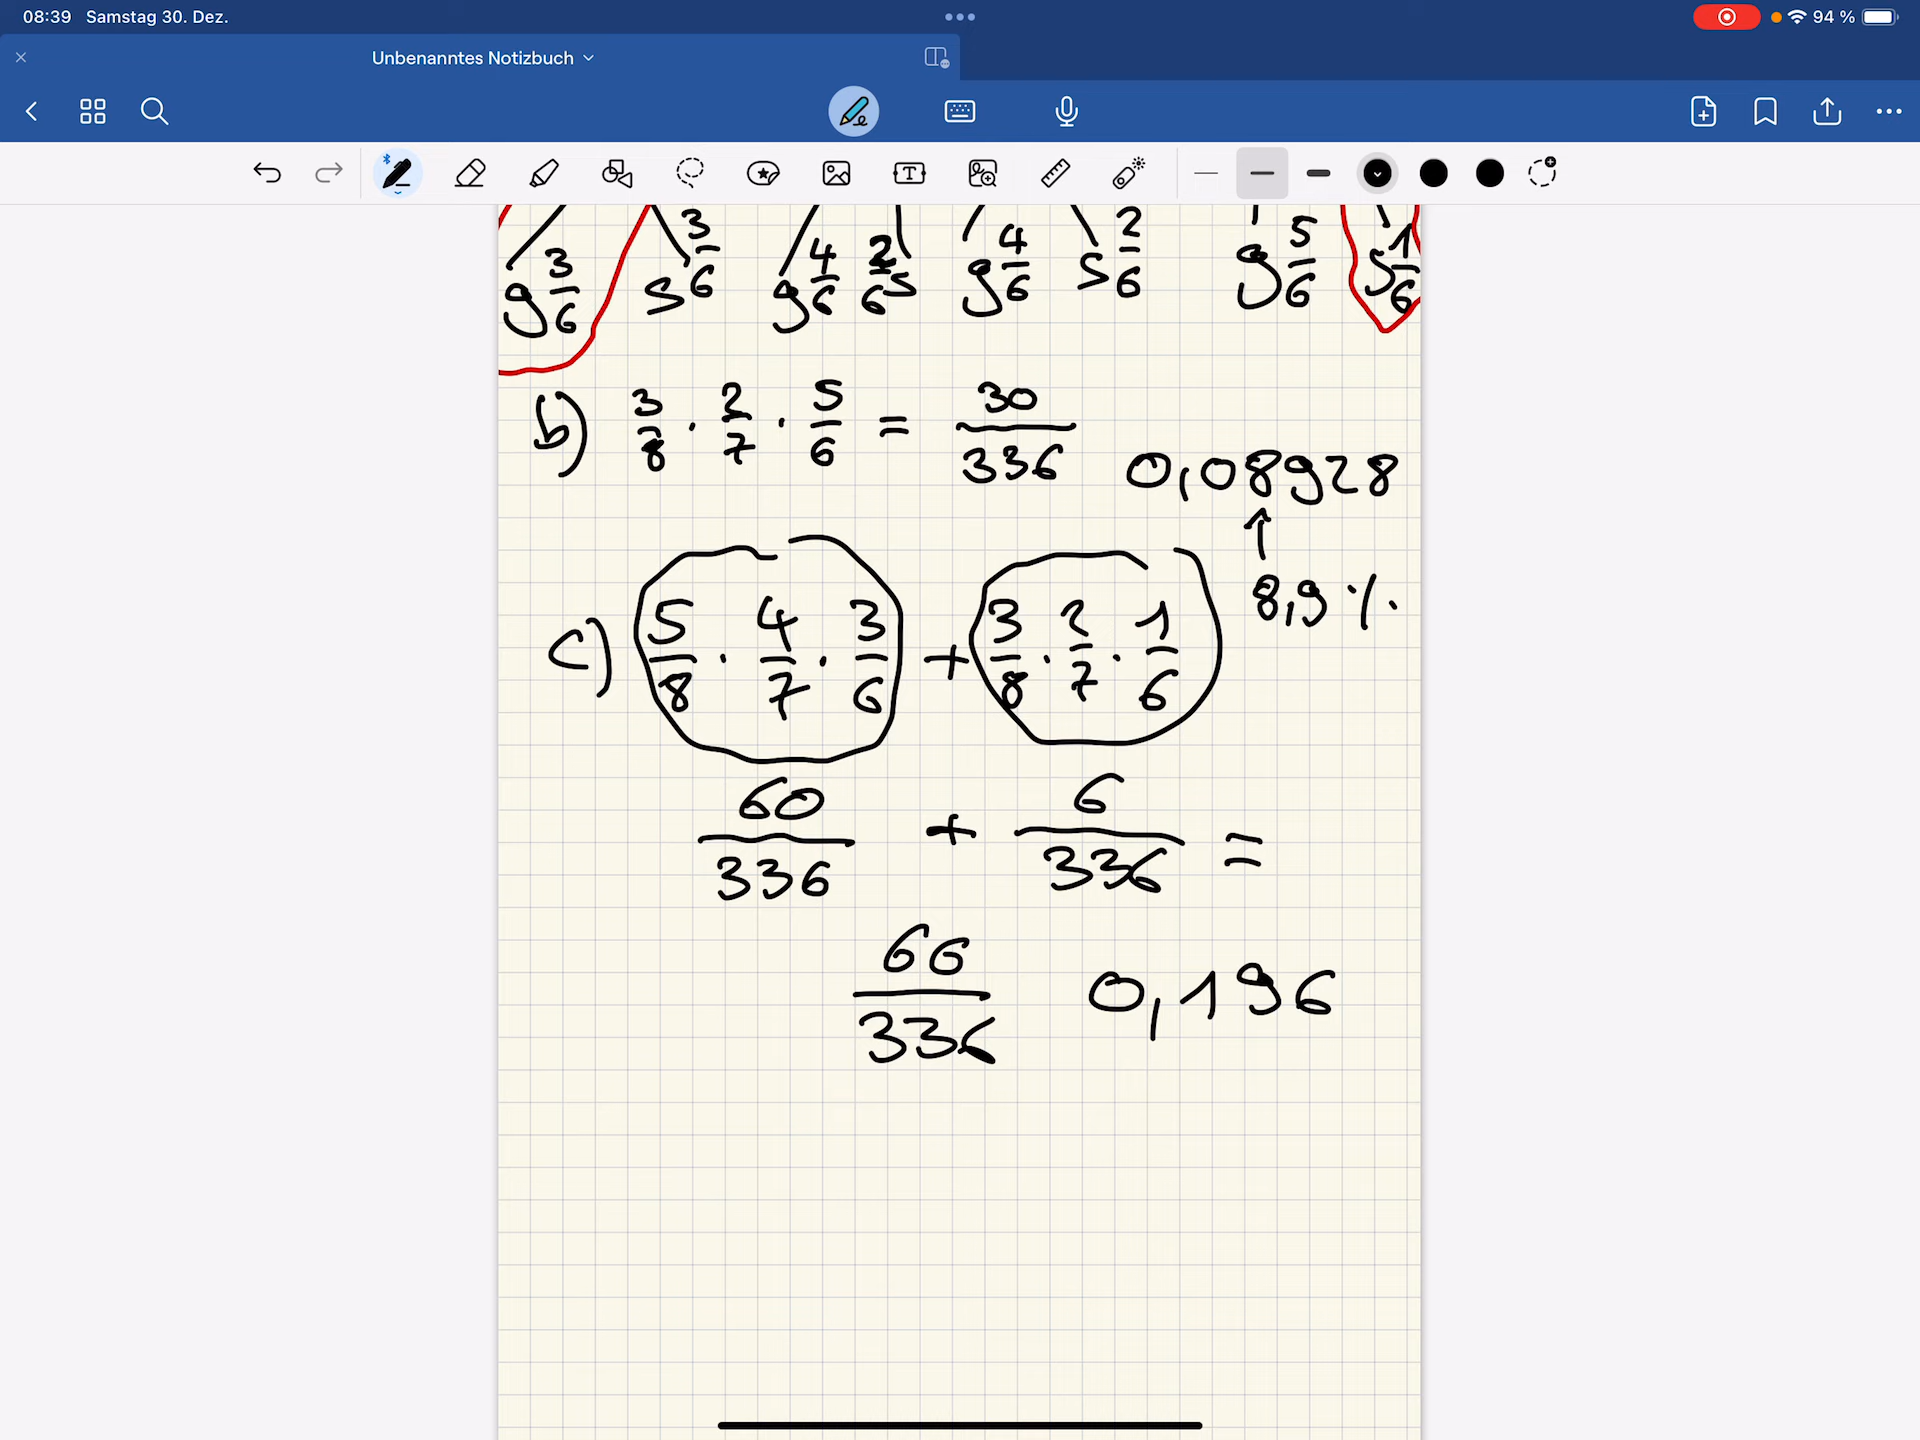 08:39 Samstag 30. Dez. 94 %
Unbenanntes Notizbuch
g 3/6 s 3/6 g 4/6 2/6 s g 4/6 s 2/6 g 5/6 s 1/6
b) 3/8 · 2/7 · 5/6 = 30/336
0,08928
↑
8,9 %
c) 5/8 · 4/7 · 3/6 + 3/8 · 2/7 · 1/6
60/336 + 6/336 =
66/336 0,196